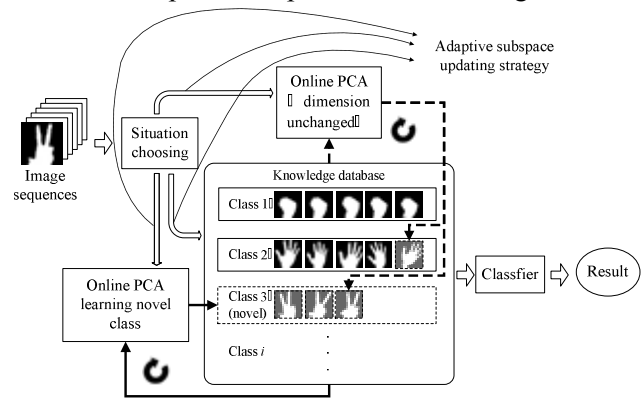 Adaptive subspace
updating strategy
Online PCA
dimension
unchanged
Situation
choosing
Image
sequences
Knowledge database
Class 1
Class 2
Class 3
(novel)
Class i
Online PCA
learning novel
class
Classfier
Result